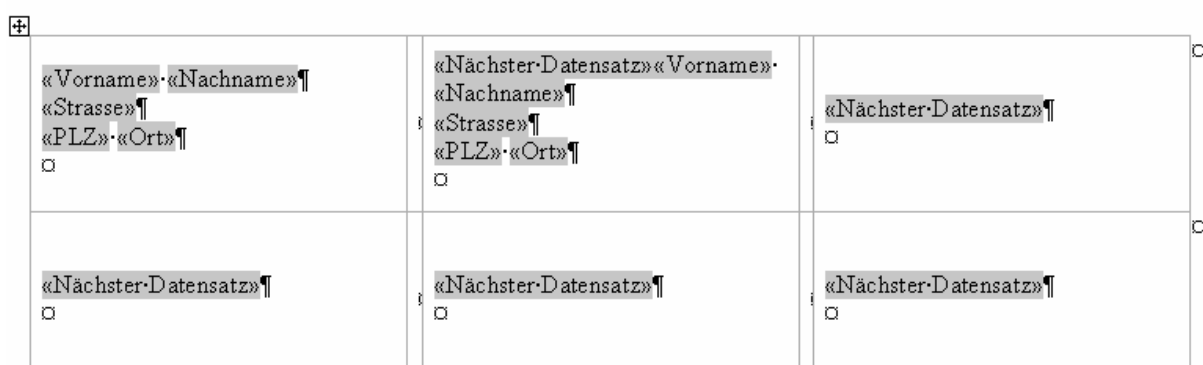 «Vorname»·«Nachname»¶
«Strasse»¶
«PLZ»·«Ort»¶
«Nächster·Datensatz»«Vorname»·
«Nachname»¶
«Strasse»¶
«PLZ»·«Ort»¶
«Nächster·Datensatz»¶
«Nächster·Datensatz»¶
«Nächster·Datensatz»¶
«Nächster·Datensatz»¶